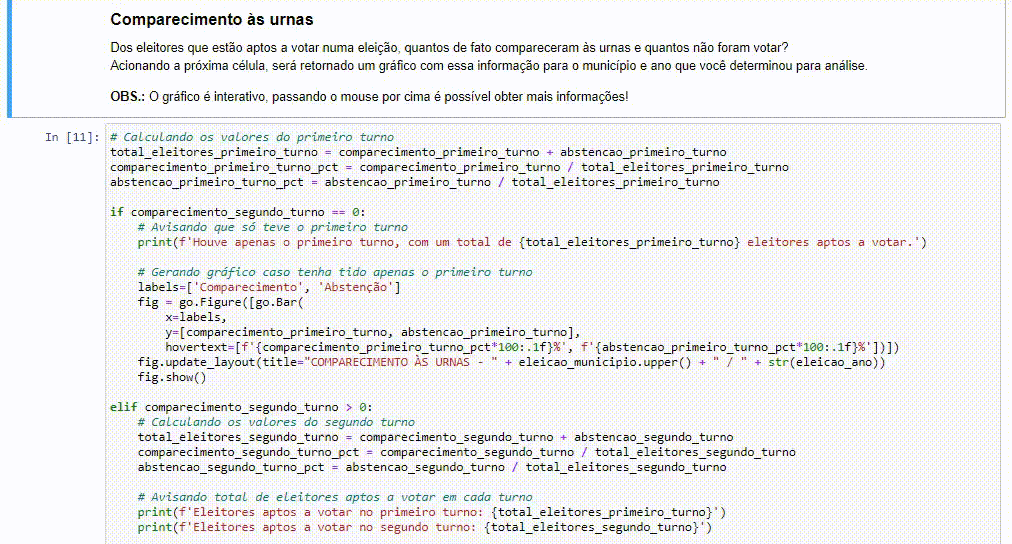 Comparecimento às urnas
Dos eleitores que estão aptos a votar numa eleição, quantos de fato compareceram às urnas e quantos não foram votar?
Acionando a próxima célula, será retornado um gráfico com essa informação para o município e ano que você determinou para análise.
OBS.: O gráfico é interativo, passando o mouse por cima é possível obter mais informações!
In [11]:
# Calculando os valores do primeiro turno
total_eleitores_primeiro_turno = comparecimento_primeiro_turno + abstencao_primeiro_turno
comparecimento_primeiro_turno_pct = comparecimento_primeiro_turno / total_eleitores_primeiro_turno
abstencao_primeiro_turno_pct = abstencao_primeiro_turno / total_eleitores_primeiro_turno

if comparecimento_segundo_turno == 0:
    # Avisando que só teve o primeiro turno
    print(f'Houve apenas o primeiro turno, com um total de {total_eleitores_primeiro_turno} eleitores aptos a votar.')

    # Gerando gráfico caso tenha tido apenas o primeiro turno
    labels=['Comparecimento', 'Abstenção']
    fig = go.Figure([go.Bar(
        x=labels,
        y=[comparecimento_primeiro_turno, abstencao_primeiro_turno],
        hovertext=[f'{comparecimento_primeiro_turno_pct*100:.1f}%', f'{abstencao_primeiro_turno_pct*100:.1f}%'])])
    fig.update_layout(title="COMPARECIMENTO ÀS URNAS - " + eleicao_municipio.upper() + " / " + str(eleicao_ano))
    fig.show()

elif comparecimento_segundo_turno > 0:
    # Calculando os valores do segundo turno
    total_eleitores_segundo_turno = comparecimento_segundo_turno + abstencao_segundo_turno
    comparecimento_segundo_turno_pct = comparecimento_segundo_turno / total_eleitores_segundo_turno
    abstencao_segundo_turno_pct = abstencao_segundo_turno / total_eleitores_segundo_turno

    # Avisando total de eleitores aptos a votar em cada turno
    print(f'Eleitores aptos a votar no primeiro turno: {total_eleitores_primeiro_turno}')
    print(f'Eleitores aptos a votar no segundo turno: {total_eleitores_segundo_turno}')